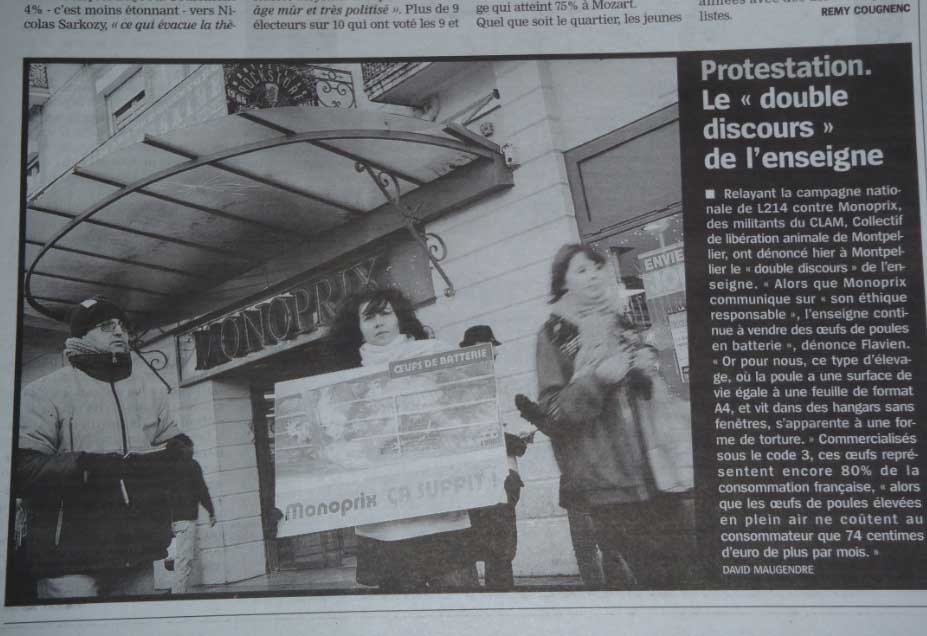 4% - c'est moins étonnant - vers Ni-
colas Sarkozy, « ce qui évacue la thè-
âge mûr et très politisé ». Plus de 9
électeurs sur 10 qui ont voté les 9 et
ge qui atteint 75% à Mozart.
Quel que soit le quartier, les jeunes
listes.
REMY COUGNENC
ROCKSTORE
MONOPRIX
ŒUFS DE BATTERIE
Monoprix ÇA SUFFIT !
ENVIE
Protestation.
Le « double
discours »
de l'enseigne
■ Relayant la campagne natio-
nale de L214 contre Monoprix,
des militants du CLAM, Collectif
de libération animale de Montpel-
lier, ont dénoncé hier à Montpel-
lier le « double discours » de l'en-
seigne. « Alors que Monoprix
communique sur « son éthique
responsable », l'enseigne conti-
nue à vendre des œufs de poules
en batterie », dénonce Flavien.
« Or pour nous, ce type d'éleva-
ge, où la poule a une surface de
vie égale à une feuille de format
A4, et vit dans des hangars sans
fenêtres, s'apparente à une for-
me de torture. » Commercialisés
sous le code 3, ces œufs repré-
sentent encore 80% de la
consommation française, « alors
que les œufs de poules élevées
en plein air ne coûtent au
consommateur que 74 centimes
d'euro de plus par mois. »
DAVID MAUGENDRE